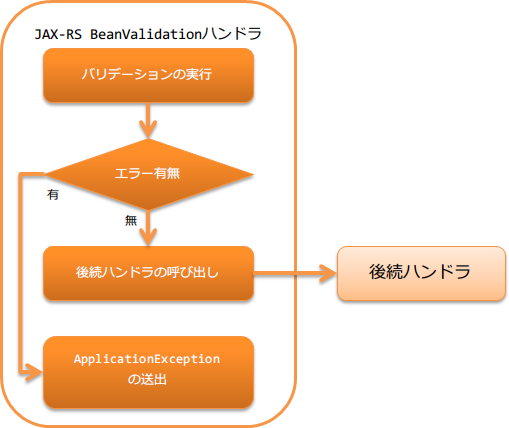 JAX-RS BeanValidationハンドラ
バリデーションの実行
エラー有無
有
無
後続ハンドラの呼び出し
後続ハンドラ
ApplicationException
の送出